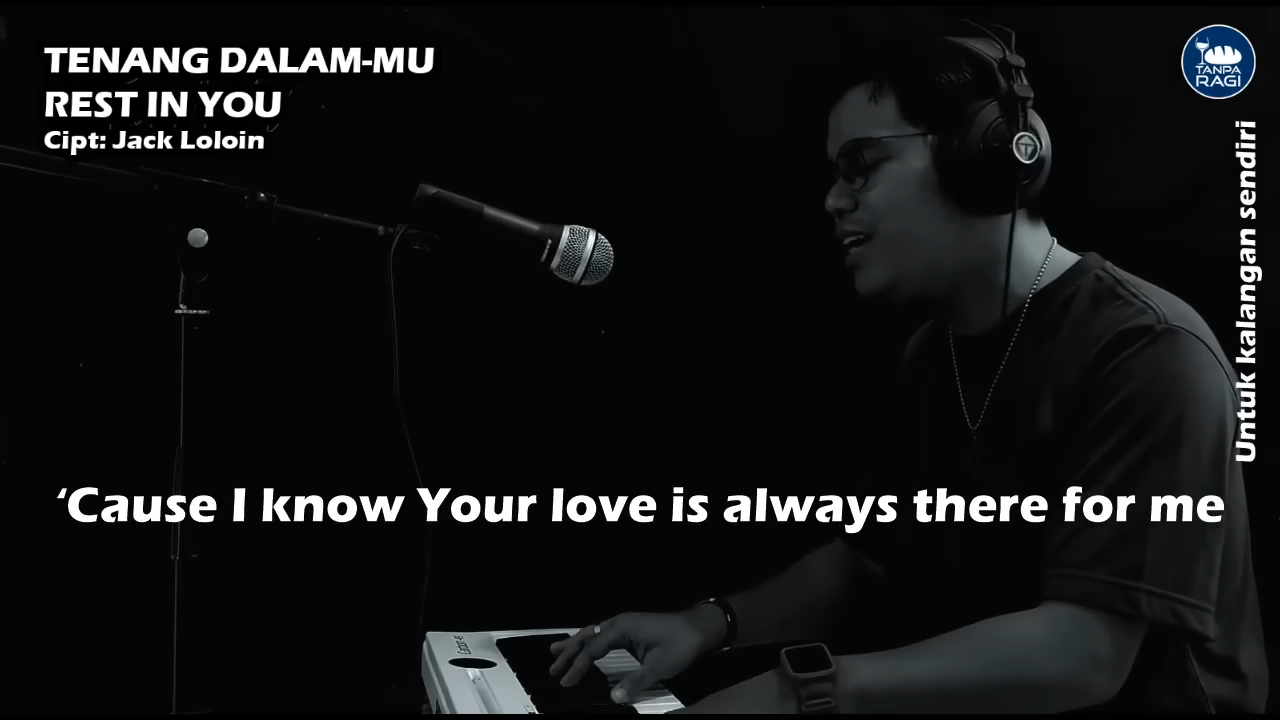 TENANG DALAM-MU
REST IN YOU
Cipt: Jack Loloin
TANPA
RAGI
Untuk kalangan sendiri
‘Cause I know Your love is always there for me